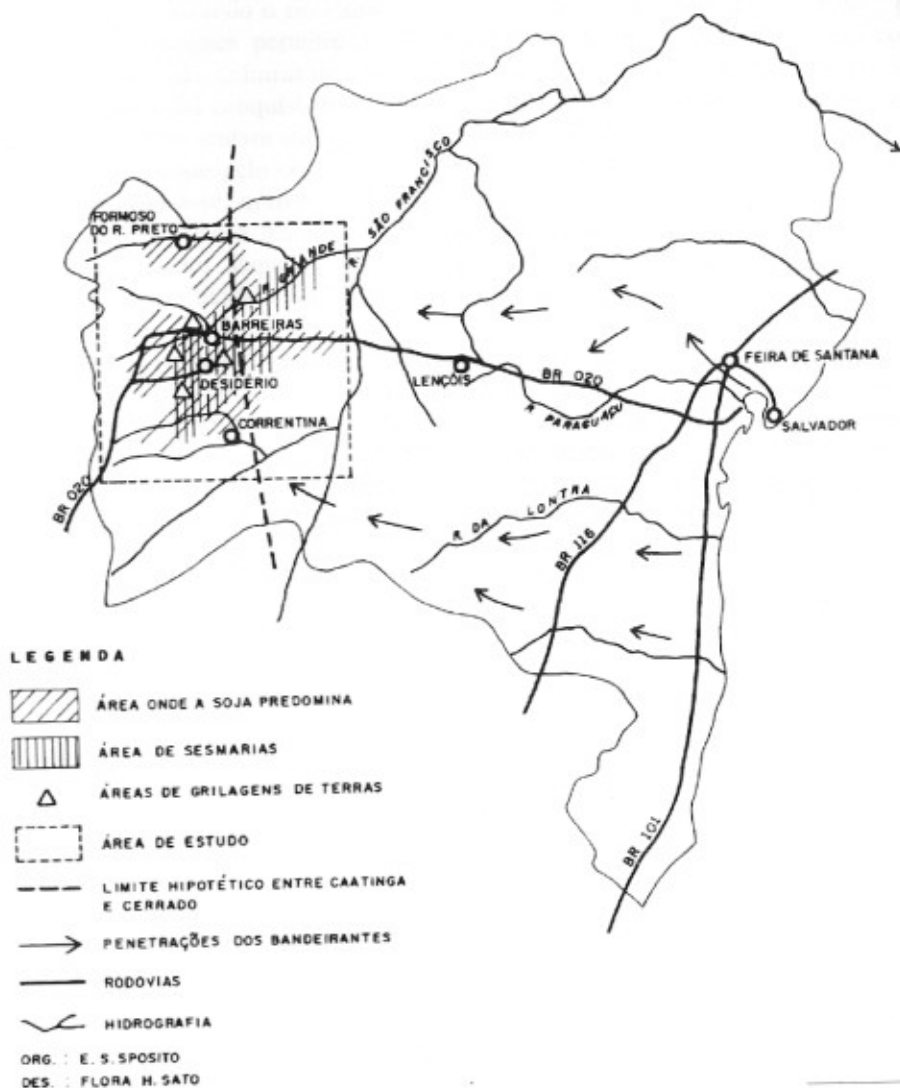 FORMOSO
DO R. PRETO
R. SÃO FRANCISCO
R. GRANDE
BARREIRAS
DESIDÉRIO
CORRENTINA
BR 020
LENÇÓIS
BR 020
R. PARAGUAÇU
FEIRA DE SANTANA
SALVADOR
R DA LONTRA
BR 116
BR 101
LEGENDA
ÁREA ONDE A SOJA PREDOMINA
ÁREA DE SESMARIAS
ÁREAS DE GRILAGENS DE TERRAS
ÁREA DE ESTUDO
LIMITE HIPOTÉTICO ENTRE CAATINGA
E CERRADO
PENETRAÇÕES DOS BANDEIRANTES
RODOVIAS
HIDROGRAFIA
ORG. : E. S. SPOSITO
DES. : FLORA H. SATO